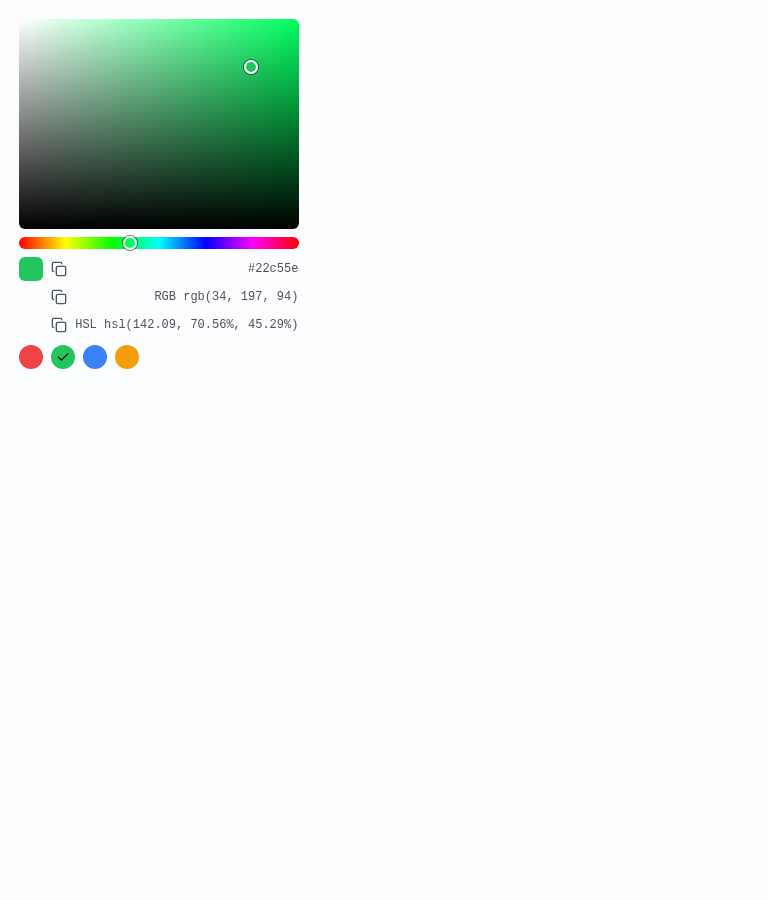 #22c55e
RGB rgb(34, 197, 94)
HSL hsl(142.09, 70.56%, 45.29%)